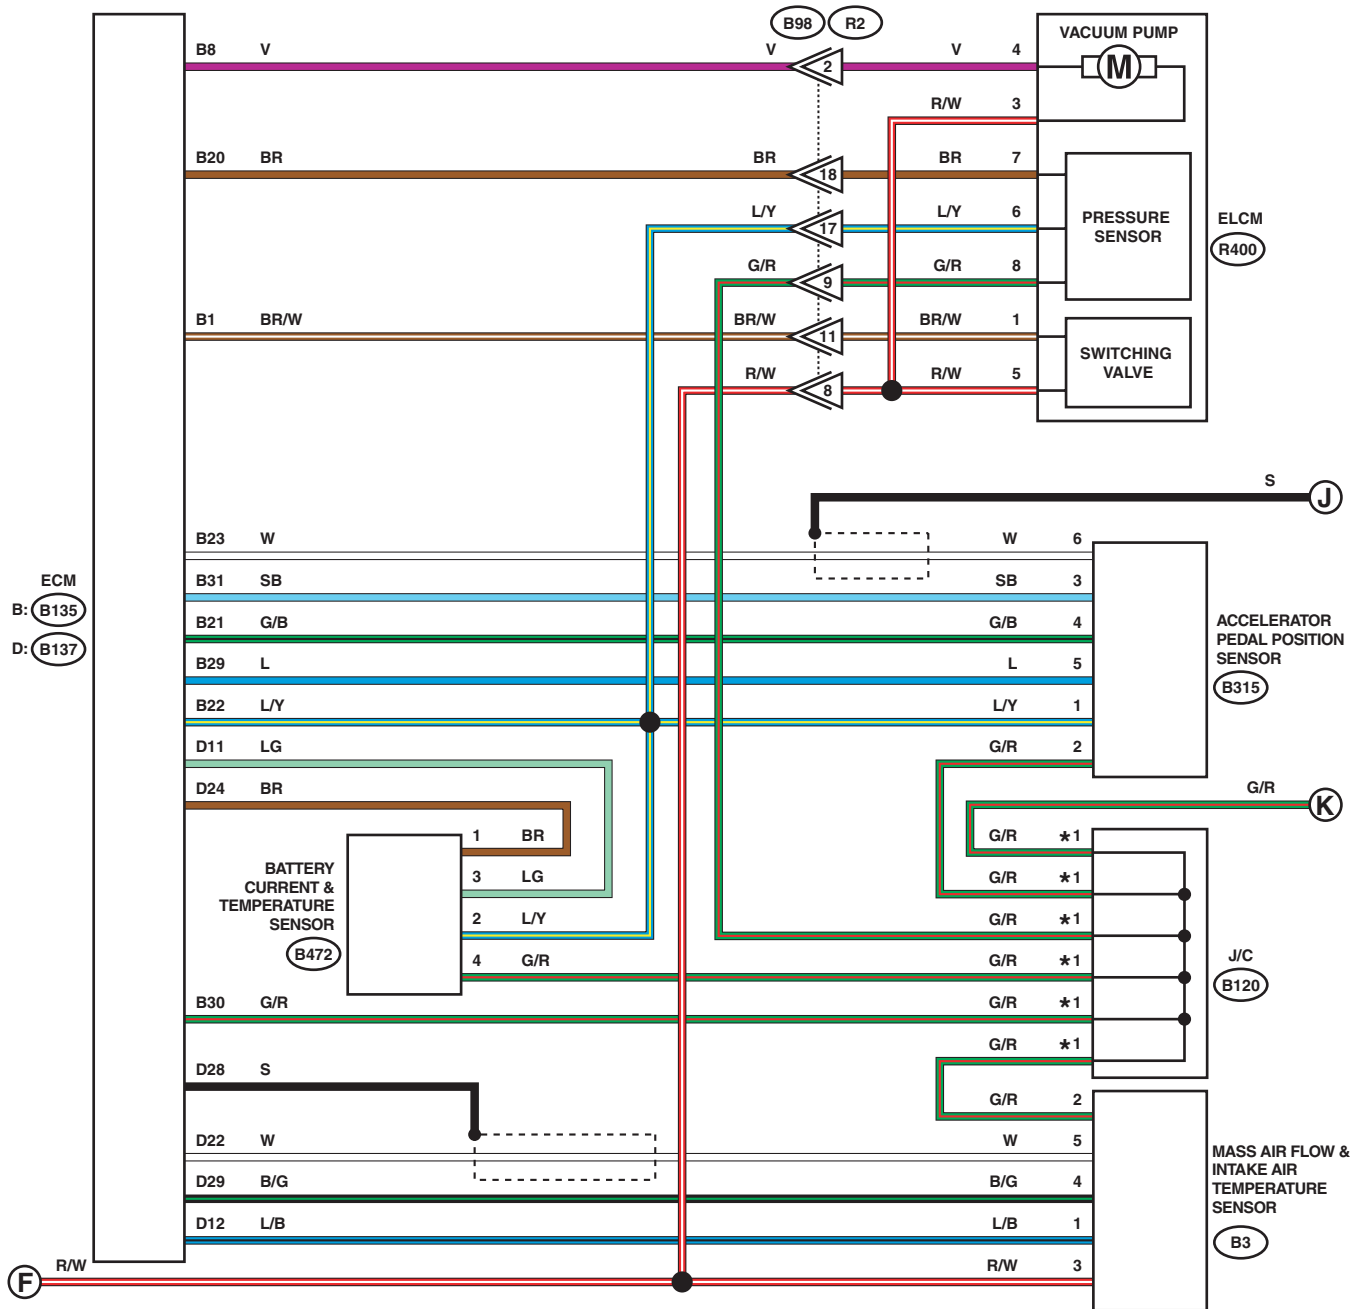 B98 R2
VACUUM PUMP
B8 V V 2 V 4 M
R/W 3
B20 BR BR 18 BR 7
L/Y 17 L/Y 6
PRESSURE
SENSOR
ELCM
R400
G/R 9 G/R 8
B1 BR/W BR/W 11 BR/W 1
SWITCHING
VALVE
R/W 8 R/W 5
S J
B23 W W 6
ECM
B: B135
D: B137
B31 SB SB 3
B21 G/B G/B 4
B29 L L 5
B22 L/Y L/Y 1
ACCELERATOR
PEDAL POSITION
SENSOR
B315
D11 LG G/R 2
D24 BR G/R K
1 BR G/R *1
BATTERY
CURRENT &
TEMPERATURE
SENSOR
B472
3 LG G/R *1
2 L/Y G/R *1
4 G/R G/R *1
J/C
B120
B30 G/R G/R *1
G/R *1
D28 S
G/R 2
D22 W W 5
D29 B/G B/G 4
D12 L/B L/B 1
MASS AIR FLOW &
INTAKE AIR
TEMPERATURE
SENSOR
B3
F R/W R/W 3